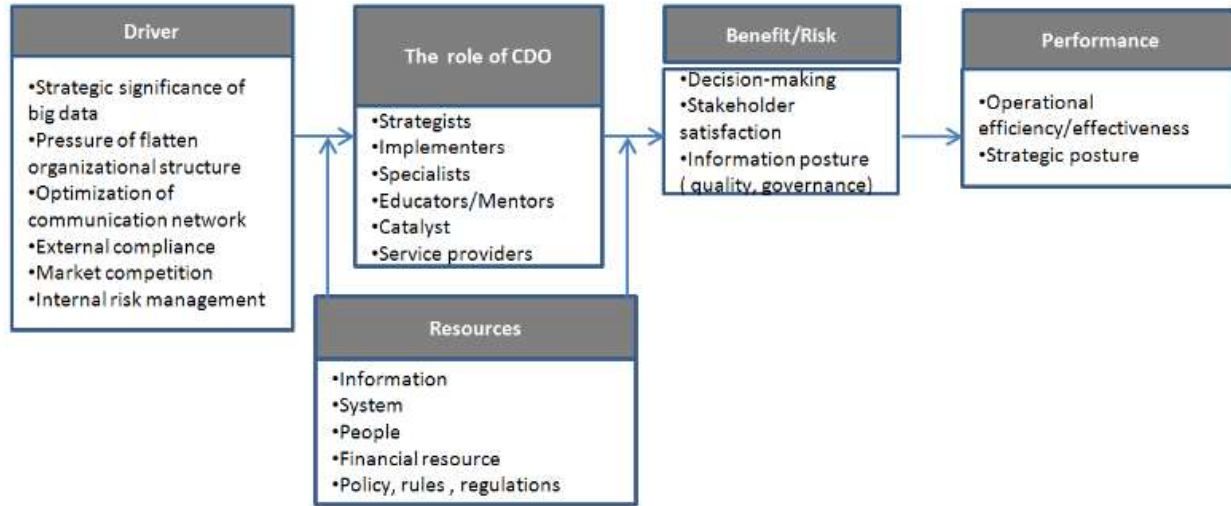 Driver
•Strategic significance of
big data
•Pressure of flatten
organizational structure
•Optimization of
communication network
•External compliance
•Market competition
•Internal risk management
The role of CDO
•Strategists
•Implementers
•Specialists
•Educators/Mentors
•Catalyst
•Service providers
Benefit/Risk
•Decision-making
•Stakeholder
satisfaction
•Information posture
( quality, governance)
Performance
•Operational
efficiency/effectiveness
•Strategic posture
Resources
•Information
•System
•People
•Financial resource
•Policy, rules , regulations